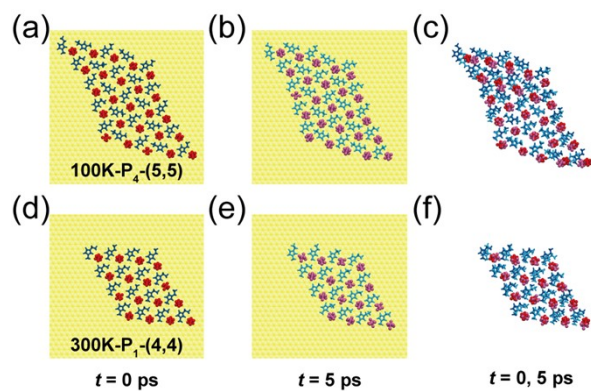 (a) (b) (c)
100K-P₄-(5,5)
(d) (e) (f)
300K-P₁-(4,4)
t = 0 ps t = 5 ps t = 0, 5 ps